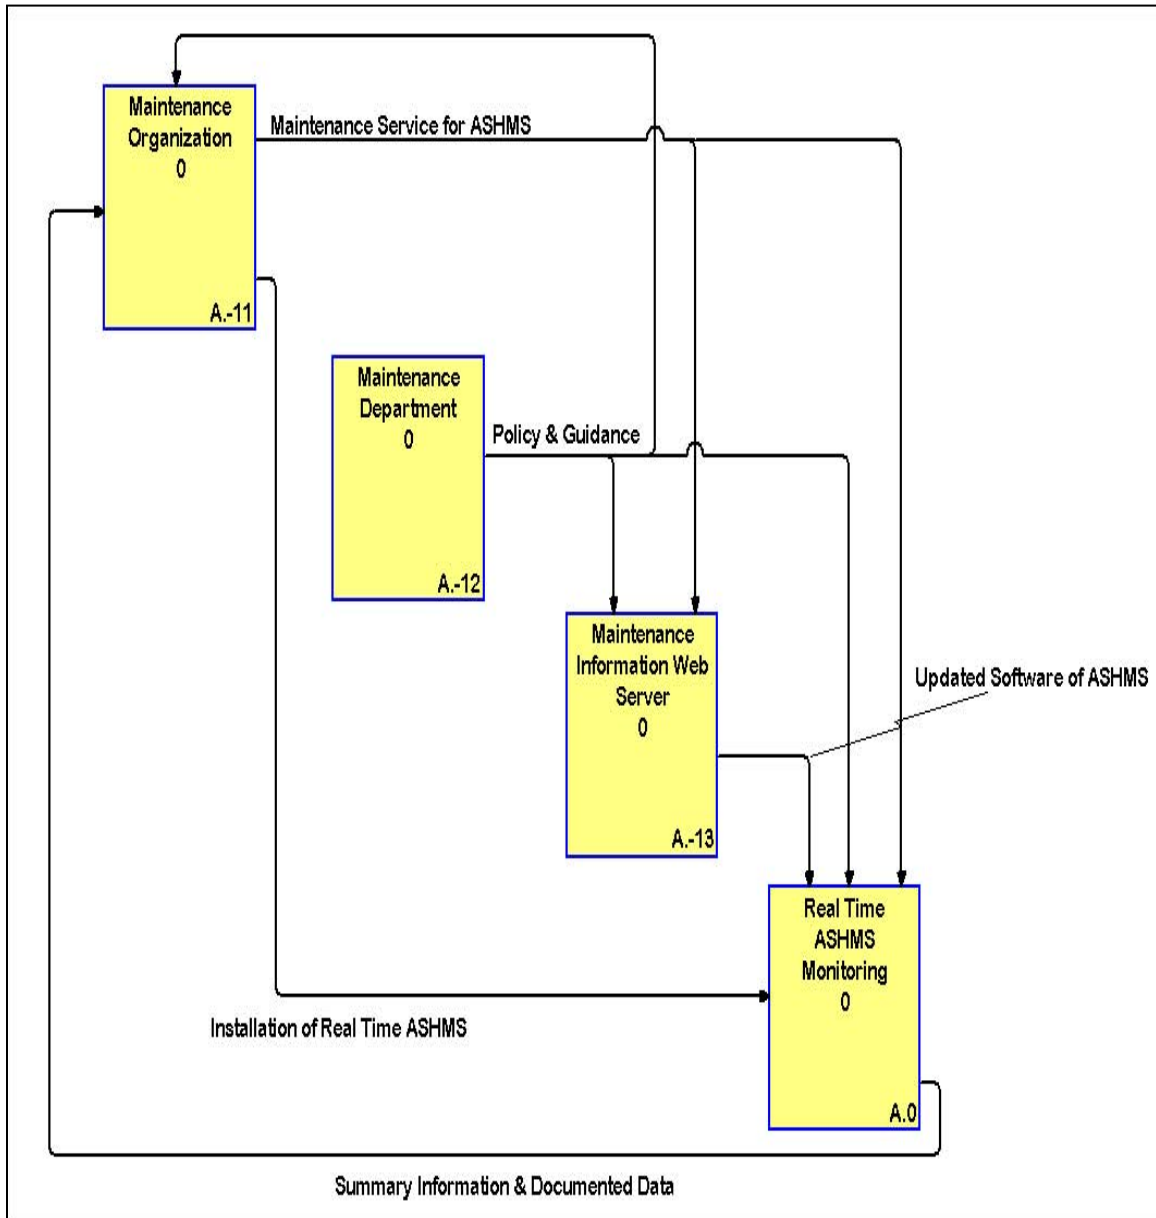 Maintenance
Organization
0
A.-11
Maintenance Service for ASHMS
Maintenance
Department
0
A.-12
Policy & Guidance
Maintenance
Information Web
Server
0
A.-13
Updated Software of ASHMS
Real Time
ASHMS
Monitoring
0
A.0
Installation of Real Time ASHMS
Summary Information & Documented Data